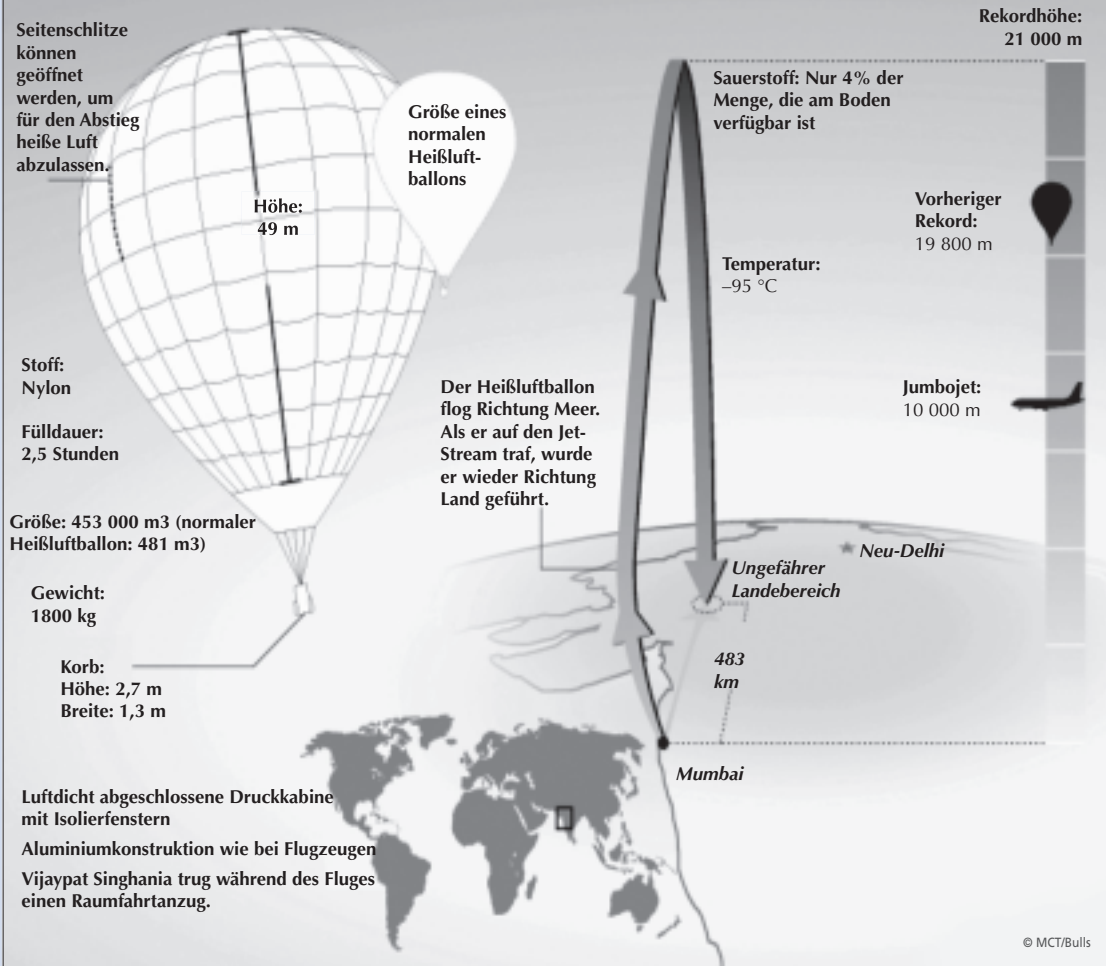 Seitenschlitze
können
geöffnet
werden, um
für den Abstieg
heiße Luft
abzulassen.
Größe eines
normalen
Heißluft-
ballons
Höhe:
49 m
Stoff:
Nylon
Fülldauer:
2,5 Stunden
Größe: 453 000 m3 (normaler
Heißluftballon: 481 m3)
Gewicht:
1800 kg
Korb:
Höhe: 2,7 m
Breite: 1,3 m
Luftdicht abgeschlossene Druckkabine
mit Isolierfenstern
Aluminiumkonstruktion wie bei Flugzeugen
Vijaypat Singhania trug während des Fluges
einen Raumfahrtanzug.
Rekordhöhe:
21 000 m
Sauerstoff: Nur 4% der
Menge, die am Boden
verfügbar ist
Vorheriger
Rekord:
19 800 m
Temperatur:
–95 °C
Jumbojet:
10 000 m
Der Heißluftballon
flog Richtung Meer.
Als er auf den Jet-
Stream traf, wurde
er wieder Richtung
Land geführt.
Neu-Delhi
Ungefährer
Landebereich
483
km
Mumbai
© MCT/Bulls